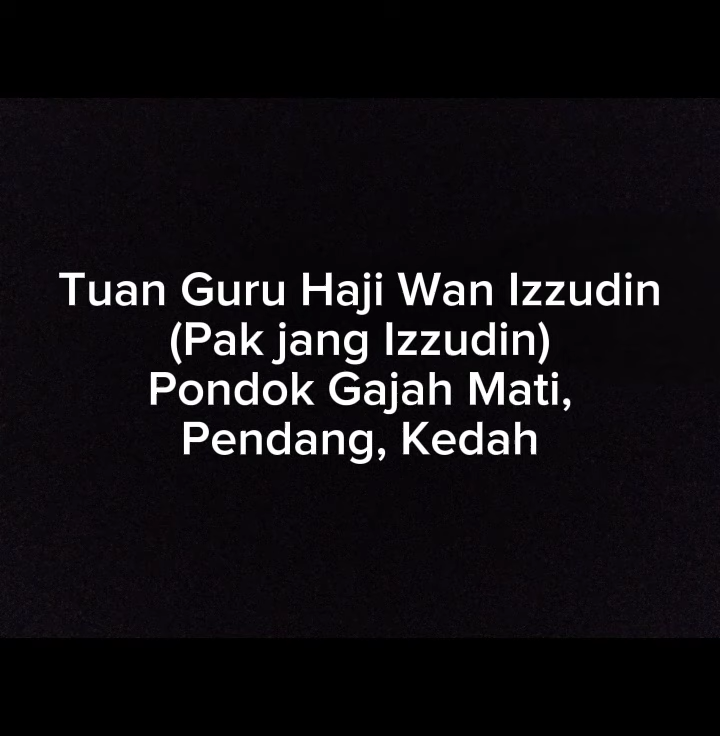 Tuan Guru Haji Wan Izzudin
(Pak jang Izzudin)
Pondok Gajah Mati,
Pendang, Kedah